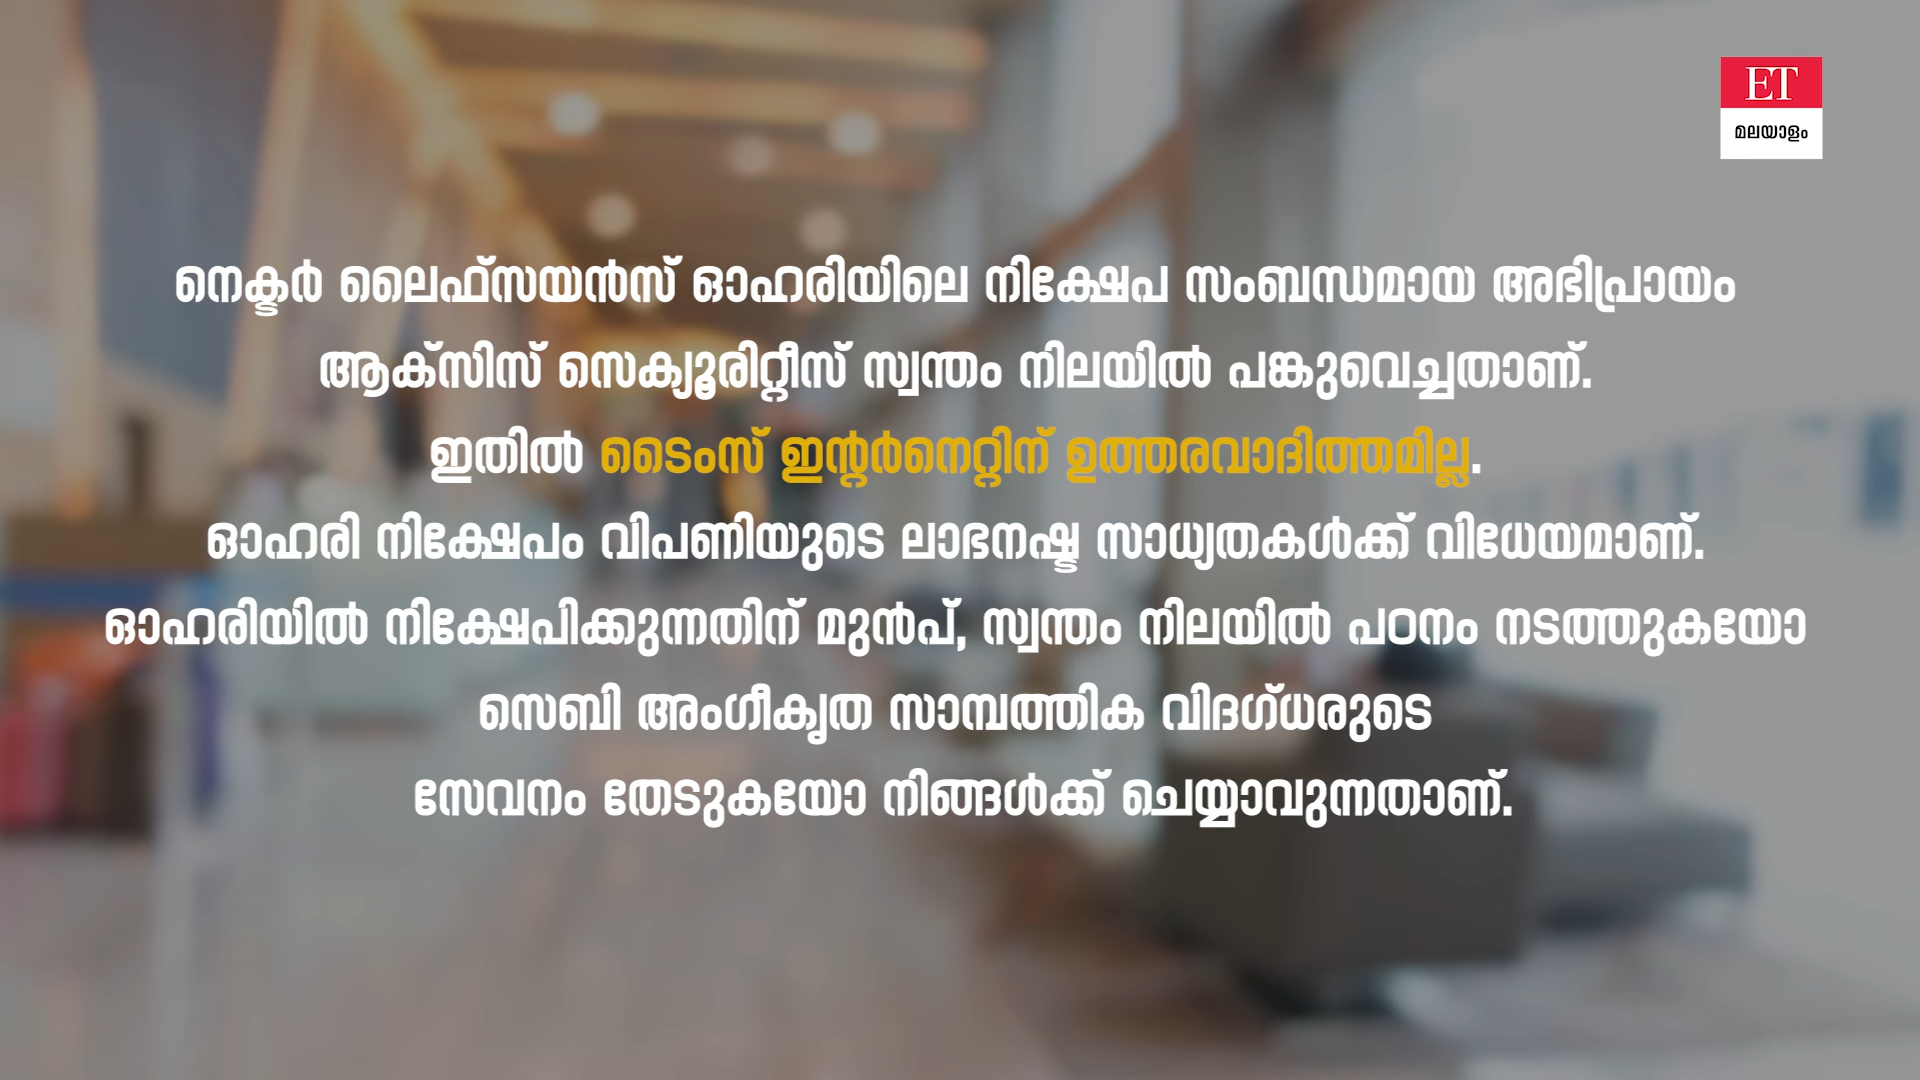 ET
മലയാളം
നെക്ടർ ലൈഫ്സയൻസ് ഓഹരിയിലെ നിക്ഷേപ സംബന്ധമായ അഭിപ്രായം
ആക്സിസ് സെക്യൂരിറ്റീസ് സ്വന്തം നിലയിൽ പങ്കുവെച്ചതാണ്.
ഇതിൽ ടൈംസ് ഇന്റർനെറ്റിന് ഉത്തരവാദിത്തമില്ല.
ഓഹരി നിക്ഷേപം വിപണിയുടെ ലാഭനഷ്ട സാധ്യതകൾക്ക് വിധേയമാണ്.
ഓഹരിയിൽ നിക്ഷേപിക്കുന്നതിന് മുൻപ്, സ്വന്തം നിലയിൽ പഠനം നടത്തുകയോ
സെബി അംഗീകൃത സാമ്പത്തിക വിദഗ്ധരുടെ
സേവനം തേടുകയോ നിങ്ങൾക്ക് ചെയ്യാവുന്നതാണ്.